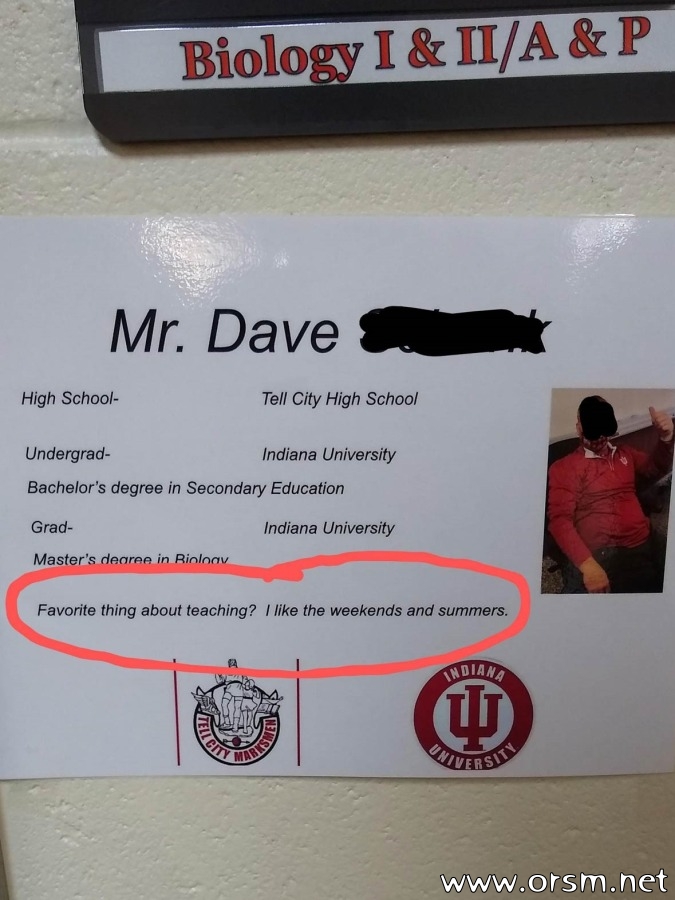 Biology I & II/A & P
Mr. Dave
High School- Tell City High School
Undergrad- Indiana University
Bachelor's degree in Secondary Education
Grad- Indiana University
Master's degree in Biology
Favorite thing about teaching? I like the weekends and summers.
TELL CITY MARKSMEN
INDIANA
UNIVERSITY
www.orsm.net